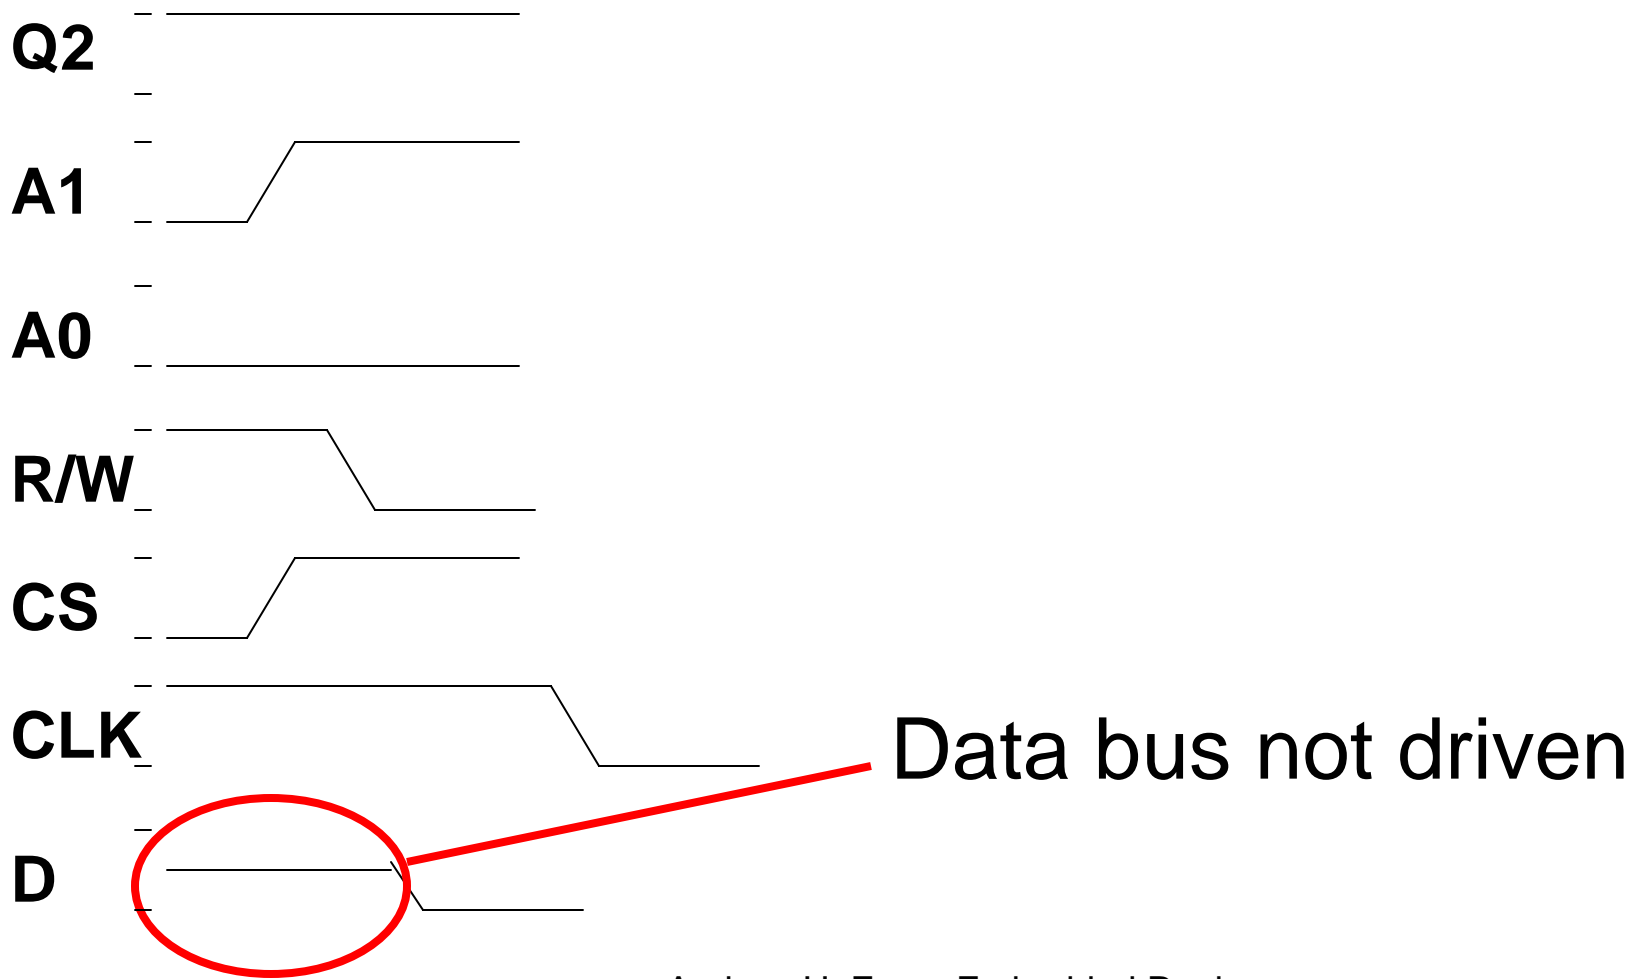 Q2
A1
A0
R/W
CS
CLK
Data bus not driven
D